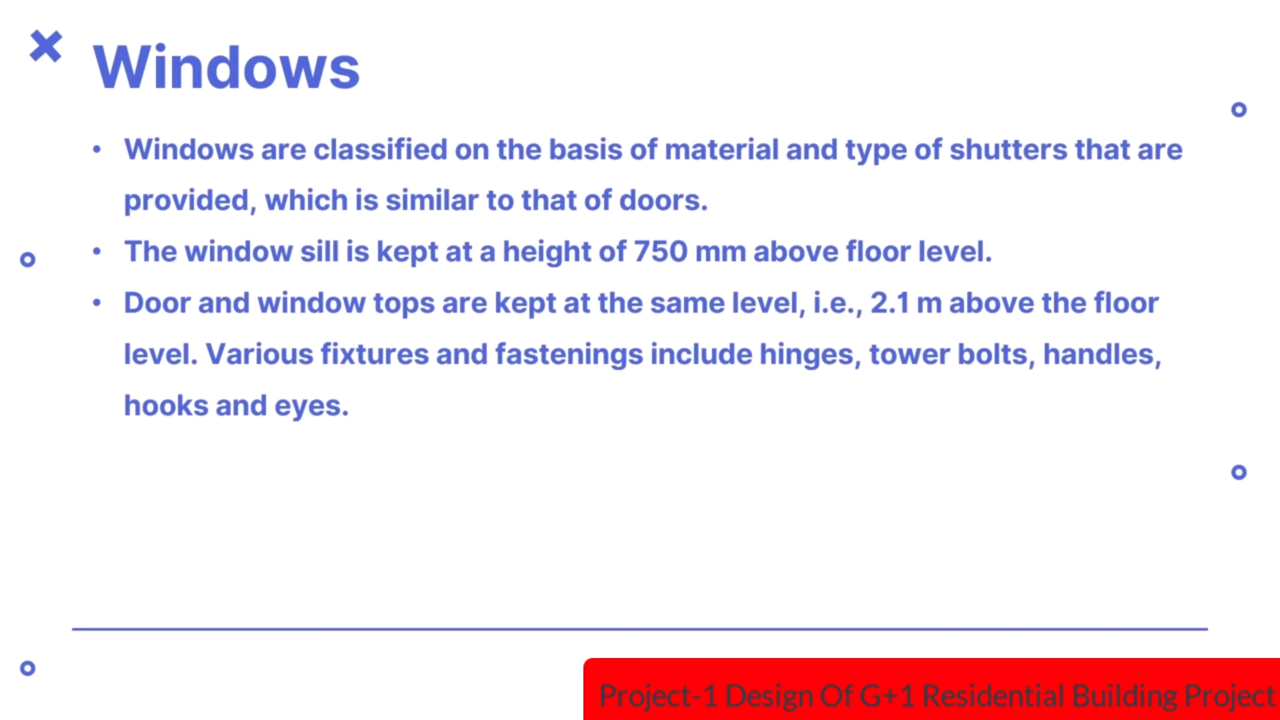 Windows
• Windows are classified on the basis of material and type of shutters that are
provided, which is similar to that of doors.
• The window sill is kept at a height of 750 mm above floor level.
• Door and window tops are kept at the same level, i.e., 2.1 m above the floor
level. Various fixtures and fastenings include hinges, tower bolts, handles,
hooks and eyes.
Project-1 Design Of G+1 Residential Building Project